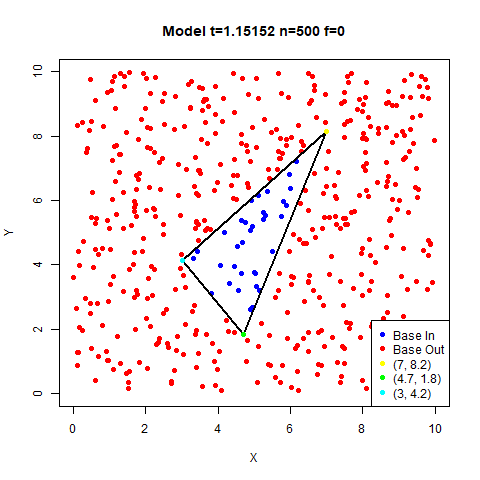 Model t=1.15152 n=500 f=0
10
8
6
4
2
0
Y
0 2 4 6 8 10
X
Base In
Base Out
(7, 8.2)
(4.7, 1.8)
(3, 4.2)